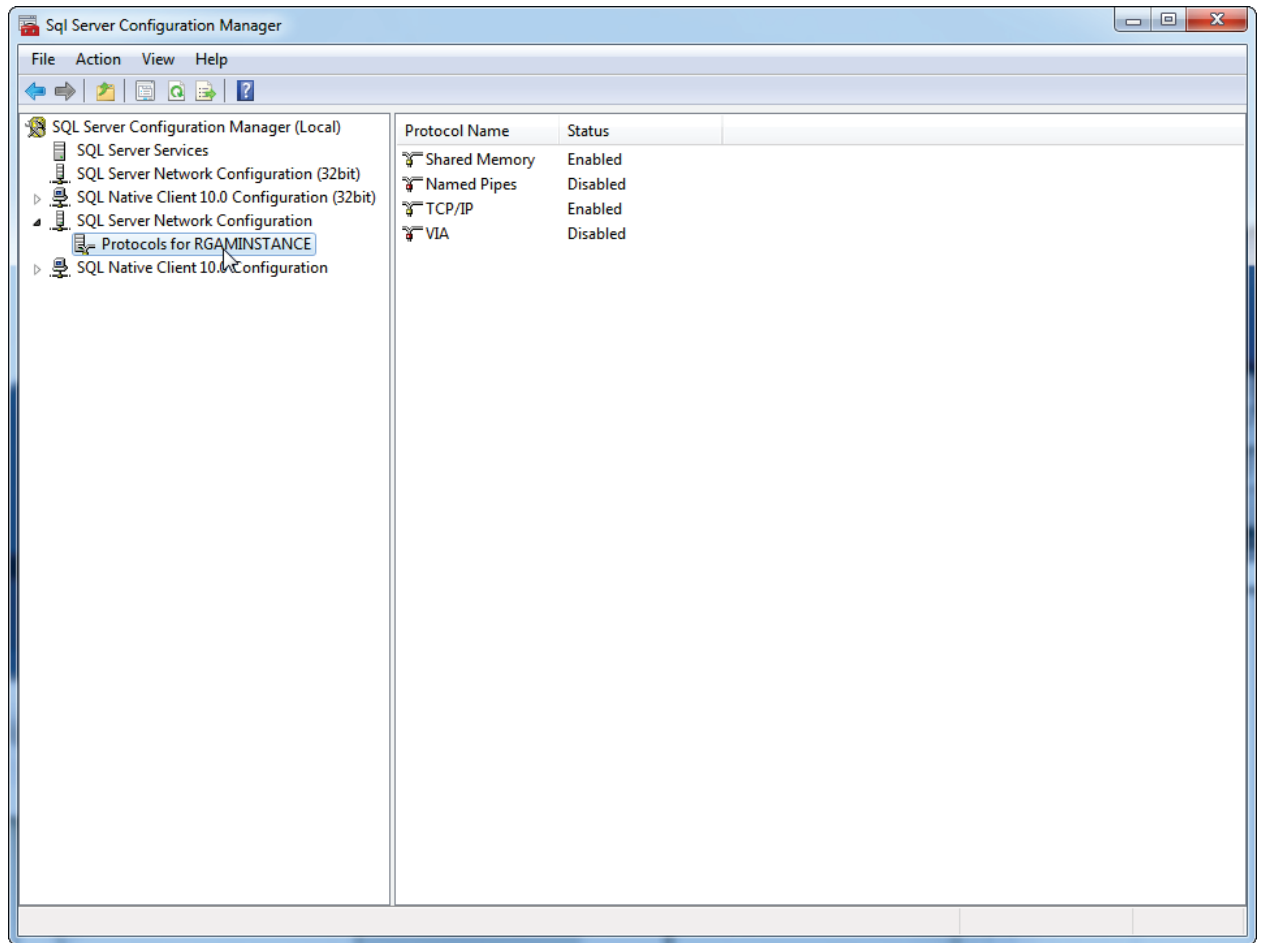 Sql Server Configuration Manager
File Action View Help
SQL Server Configuration Manager (Local)
SQL Server Services
SQL Server Network Configuration (32bit)
SQL Native Client 10.0 Configuration (32bit)
SQL Server Network Configuration
Protocols for RGAMINSTANCE
SQL Native Client 10.0 Configuration
Protocol Name Status
Shared Memory Enabled
Named Pipes Disabled
TCP/IP Enabled
VIA Disabled